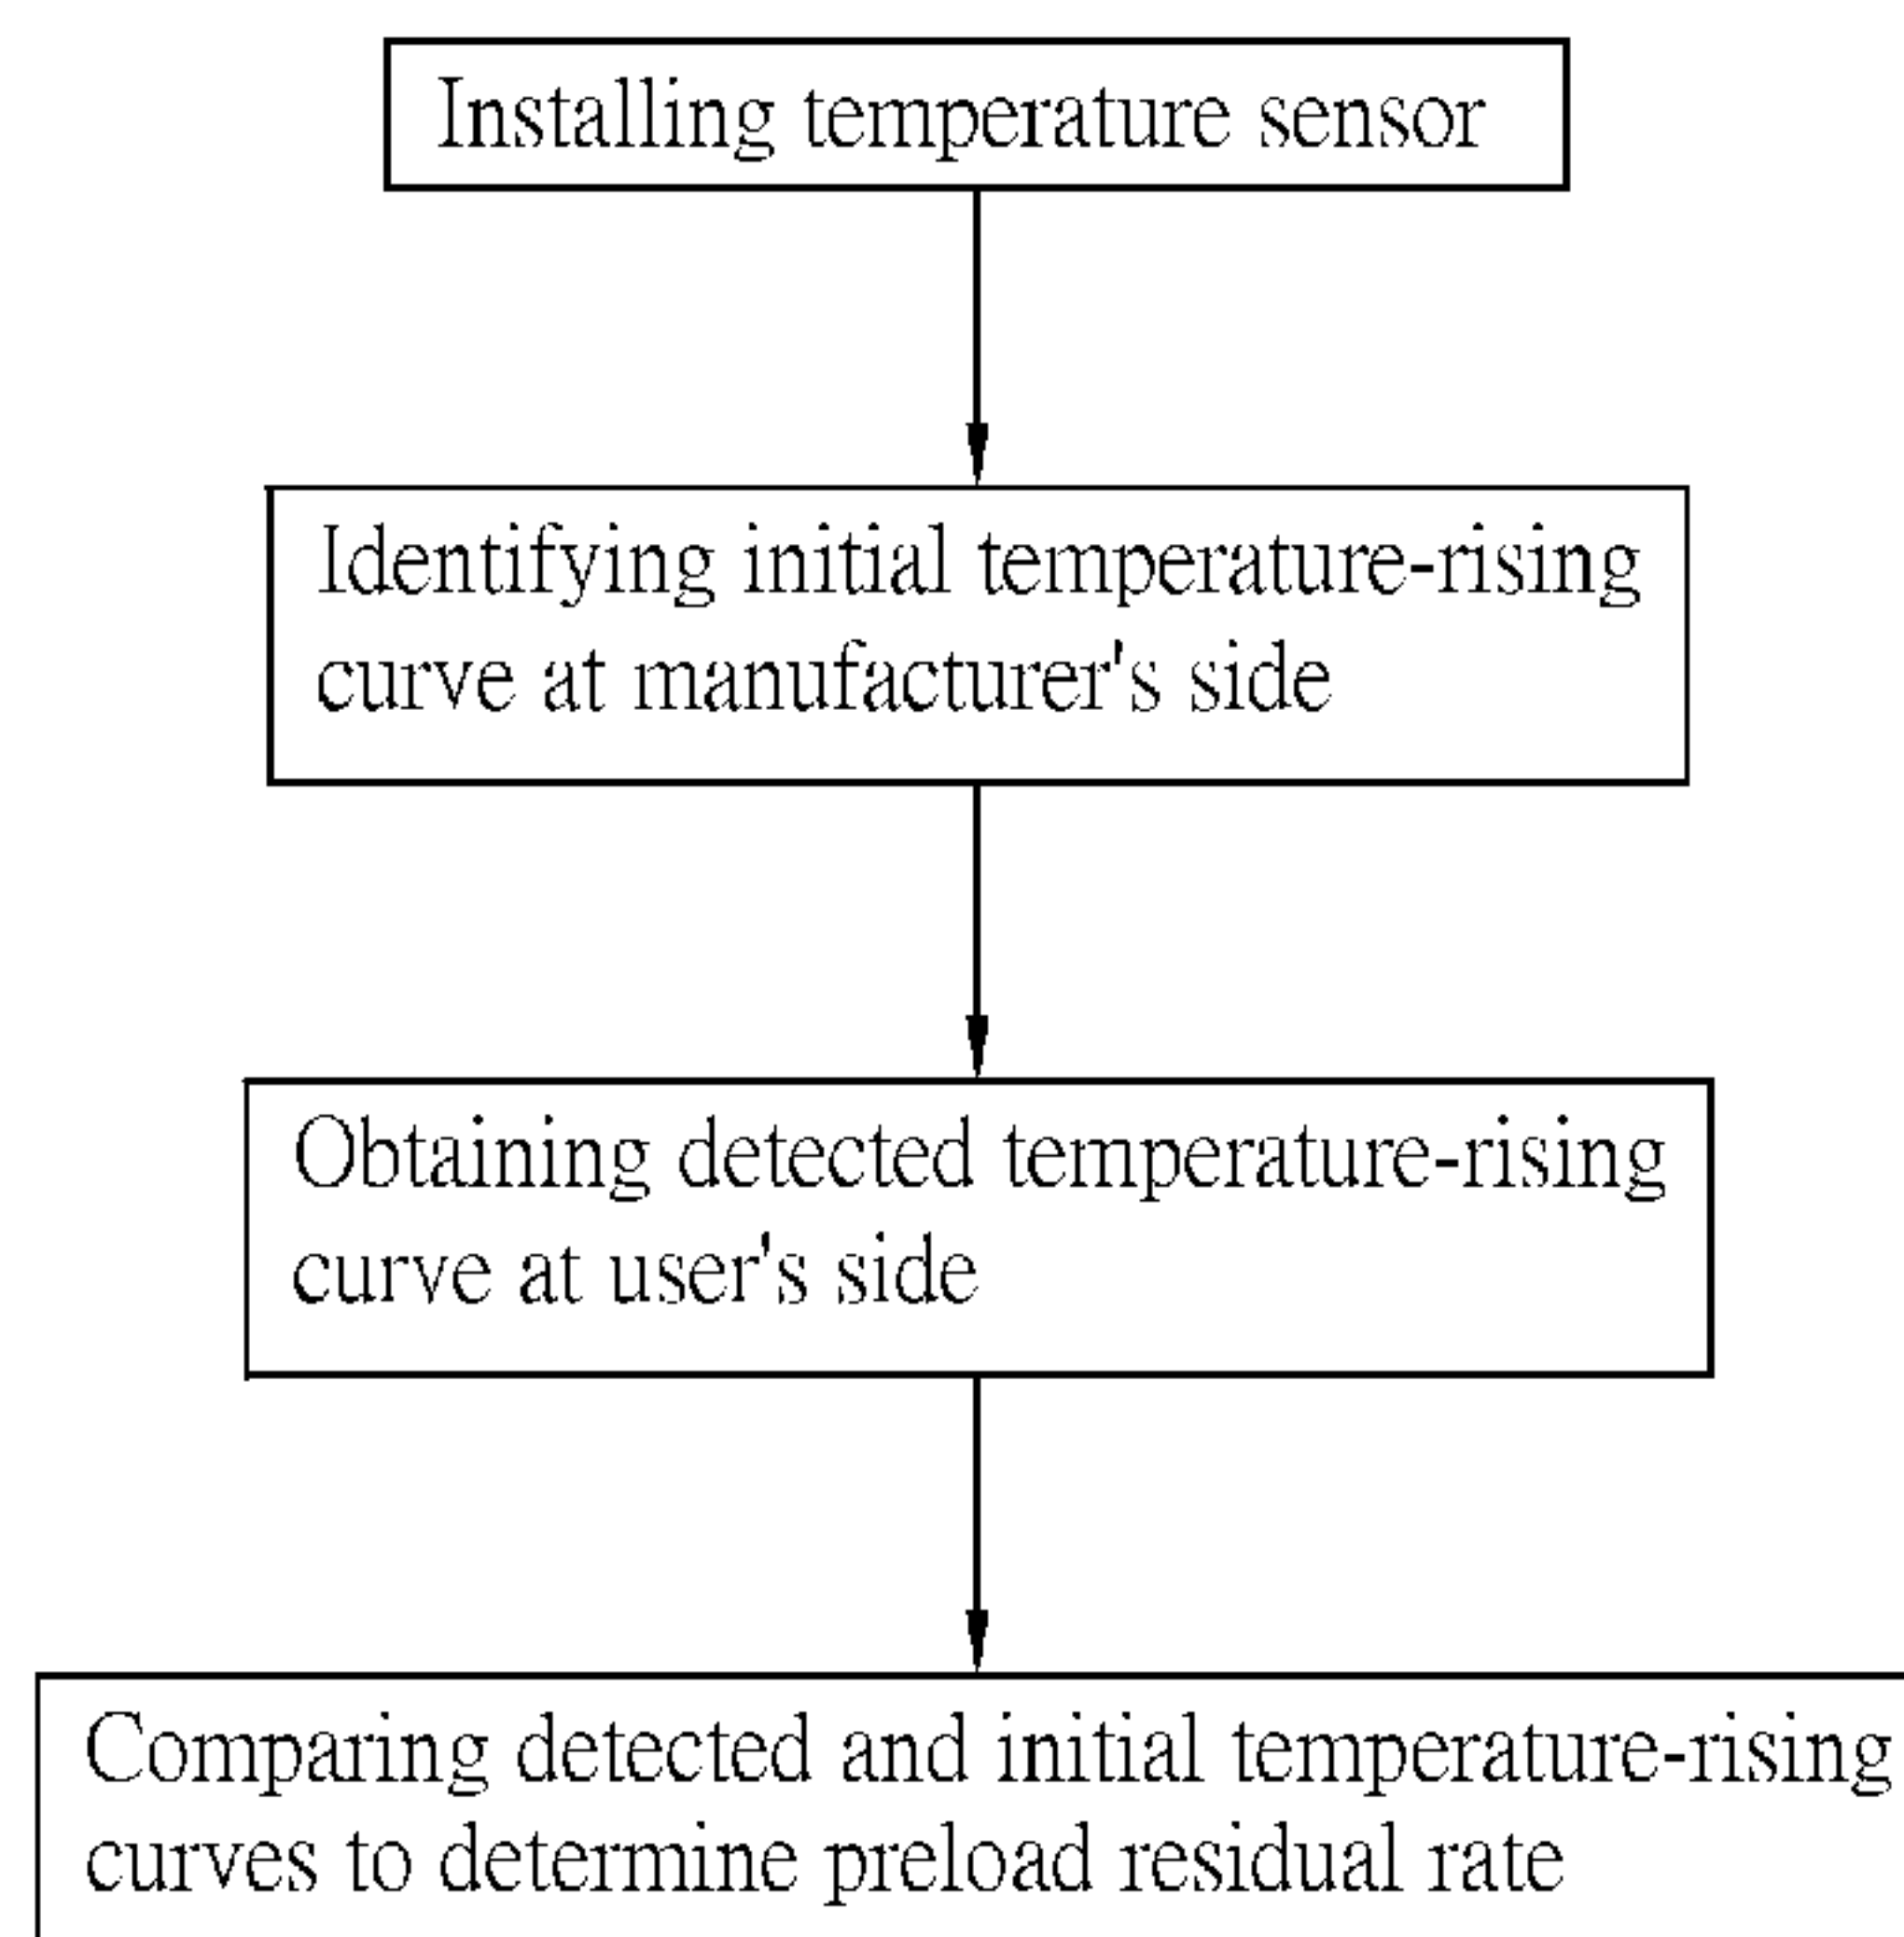 Installing temperature sensor
Identifying initial temperature-rising
curve at manufacturer's side
Obtaining detected temperature-rising
curve at user's side
Comparing detected and initial temperature-rising
curves to determine preload residual rate